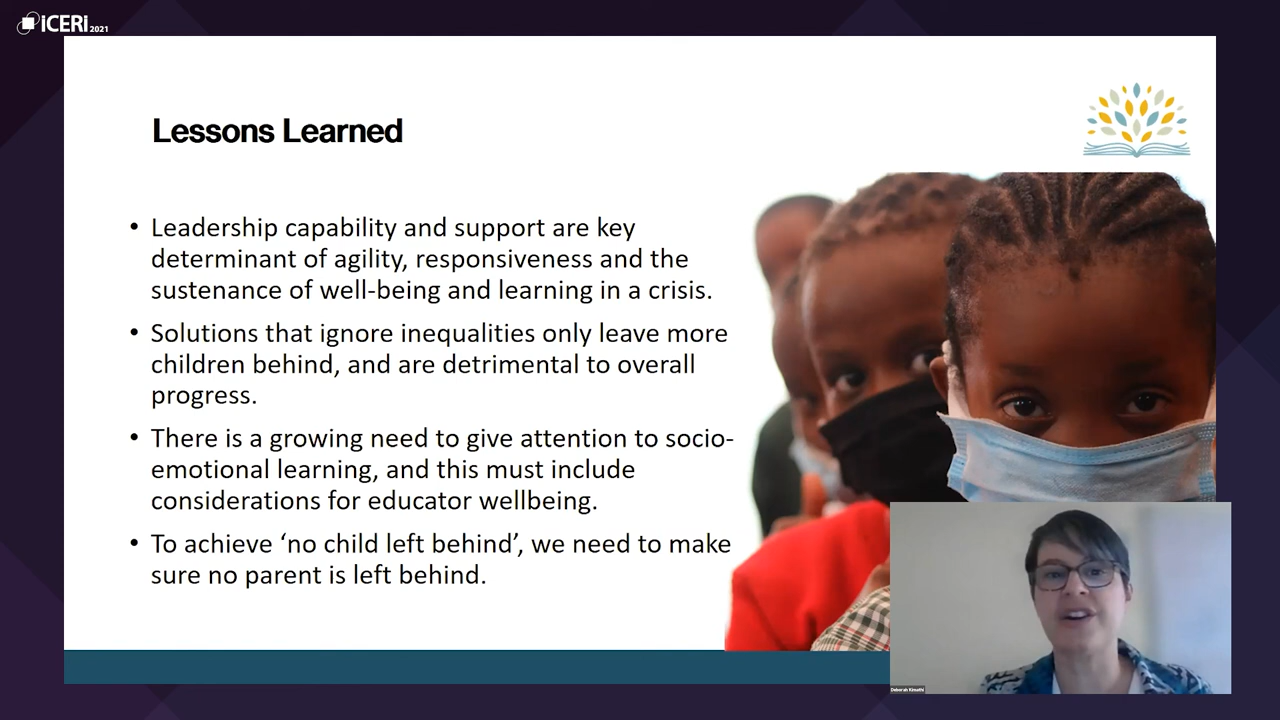 iCERi 2021
Lessons Learned
• Leadership capability and support are key
determinant of agility, responsiveness and the
sustenance of well-being and learning in a crisis.
• Solutions that ignore inequalities only leave more
children behind, and are detrimental to overall
progress.
• There is a growing need to give attention to socio-
emotional learning, and this must include
considerations for educator wellbeing.
• To achieve ‘no child left behind’, we need to make
sure no parent is left behind.
Deborah Kimathi